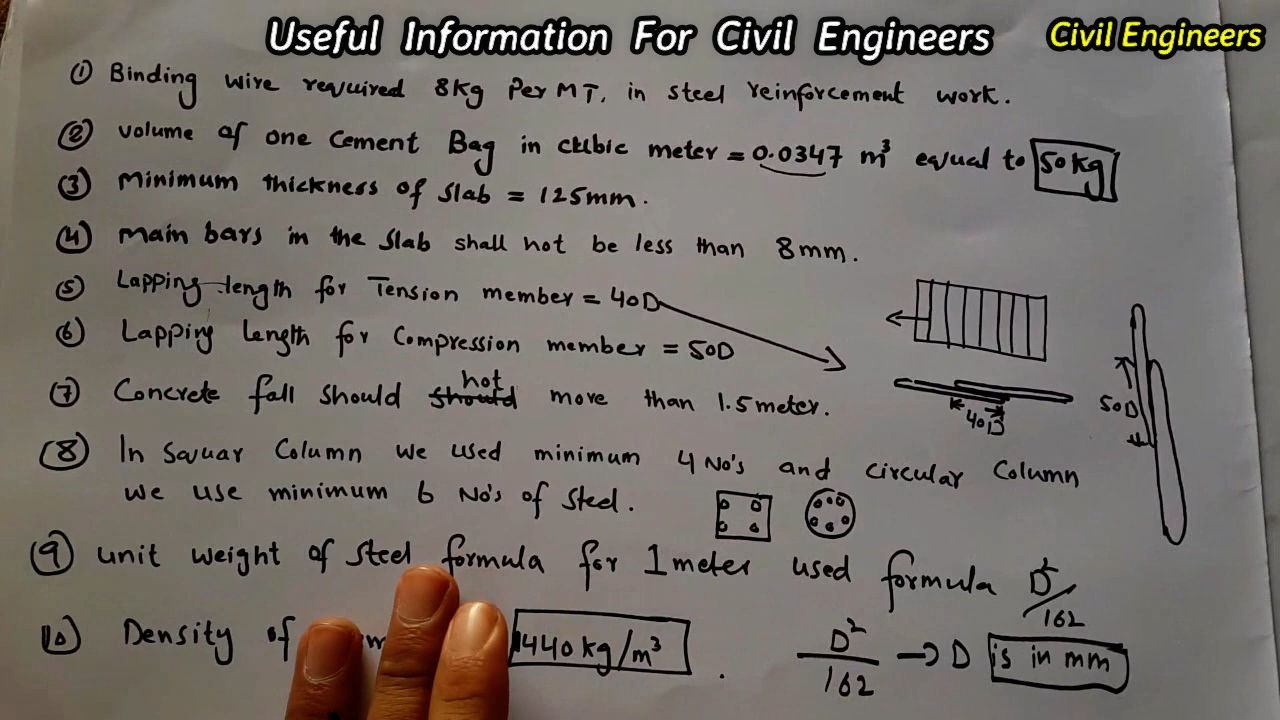 Useful Information For Civil Engineers
Civil Engineers
① Binding wire required 8kg Per MT, in steel reinforcement work.
② volume of one cement Bag in cubic meter = 0.0347 m³ equal to 50kg
③ Minimum thickness of slab = 125mm.
④ main bars in the slab shall not be less than 8mm.
⑤ Lapping length for Tension member = 40D
⑥ Lapping Length for Compression member = 50D
⑦ Concrete fall should should not more than 1.5 meter.
40D
50D
⑧ In Squar Column we used minimum 4 No's and circular Column
we use minimum 6 No's of steel.
⑨ unit weight of steel formula for 1 meter used formula D²/162
⑩ Density of 1440 kg/m³
D²/162 → D is in mm